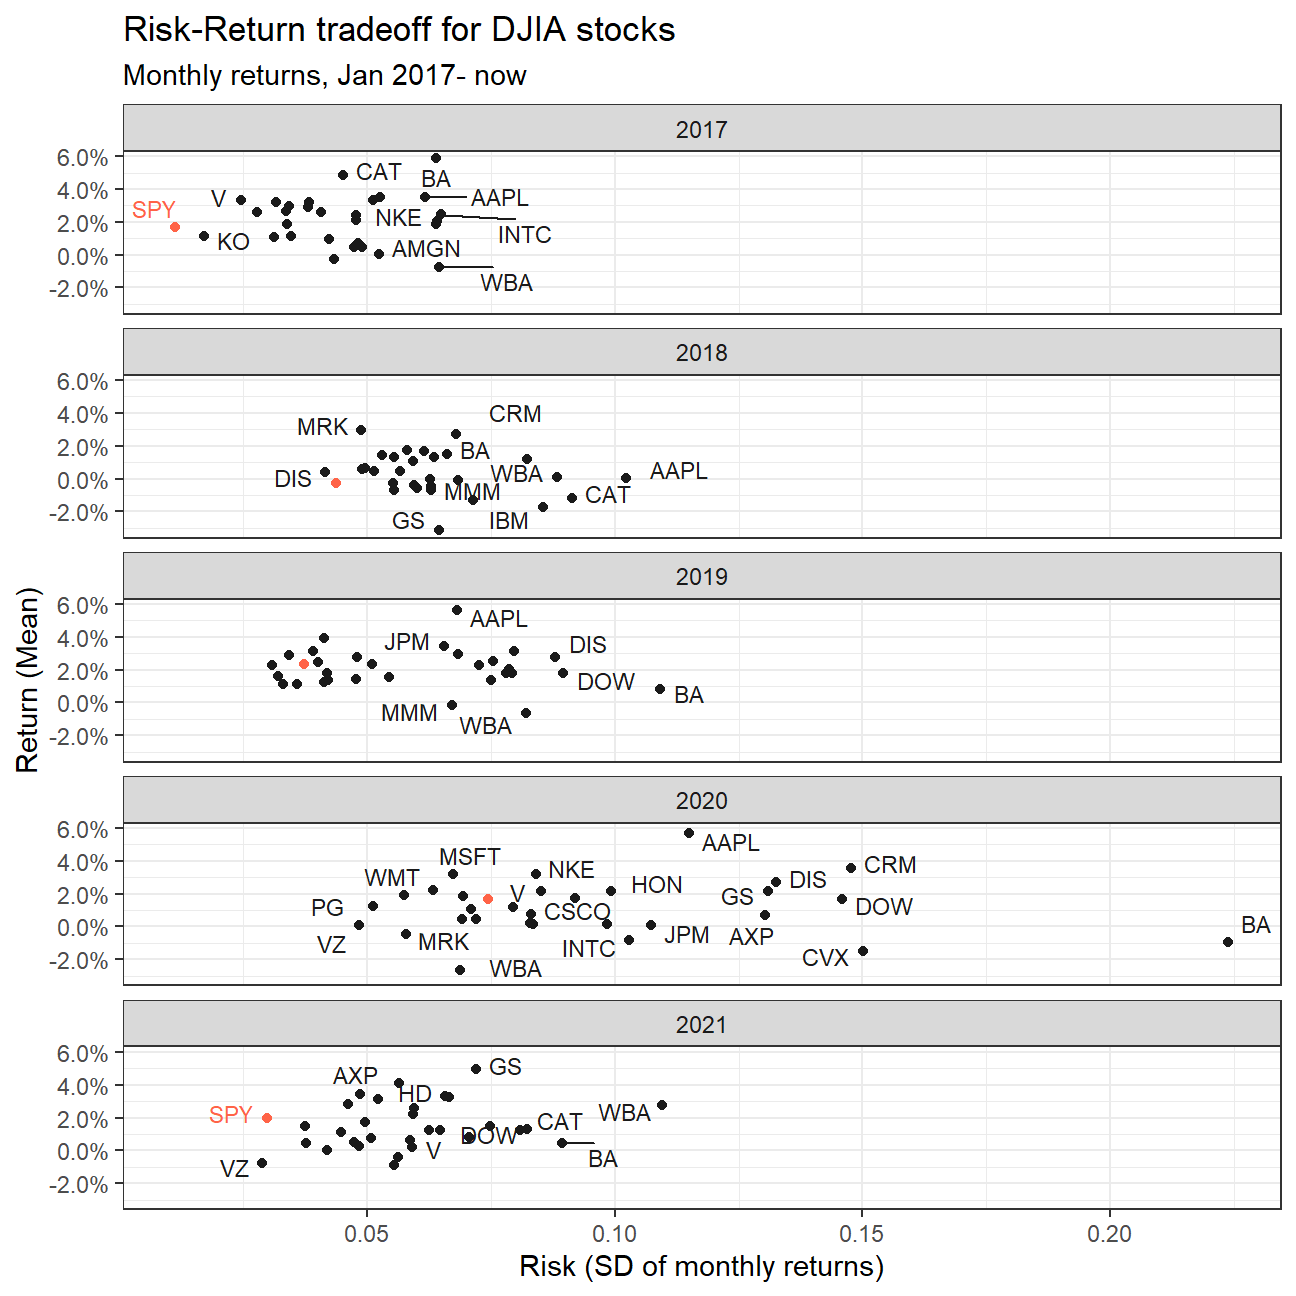 Risk-Return tradeoff for DJIA stocks
Monthly returns, Jan 2017- now
Return (Mean)
2017
6.0%
4.0%
2.0%
0.0%
-2.0%
CAT
BA
V
AAPL
SPY
NKE
INTC
KO
AMGN
WBA
2018
6.0%
4.0%
2.0%
0.0%
-2.0%
CRM
MRK
BA
DIS
WBA
AAPL
MMM
CAT
GS
IBM
2019
6.0%
4.0%
2.0%
0.0%
-2.0%
AAPL
JPM
DIS
DOW
BA
MMM
WBA
2020
6.0%
4.0%
2.0%
0.0%
-2.0%
AAPL
MSFT
NKE
CRM
WMT
V
HON
DIS
GS
PG
CSCO
DOW
BA
VZ
MRK
INTC
JPM
AXP
CVX
WBA
2021
6.0%
4.0%
2.0%
0.0%
-2.0%
GS
AXP
HD
SPY
WBA
CAT
DOW
V
BA
VZ
0.05
0.10
0.15
0.20
Risk (SD of monthly returns)